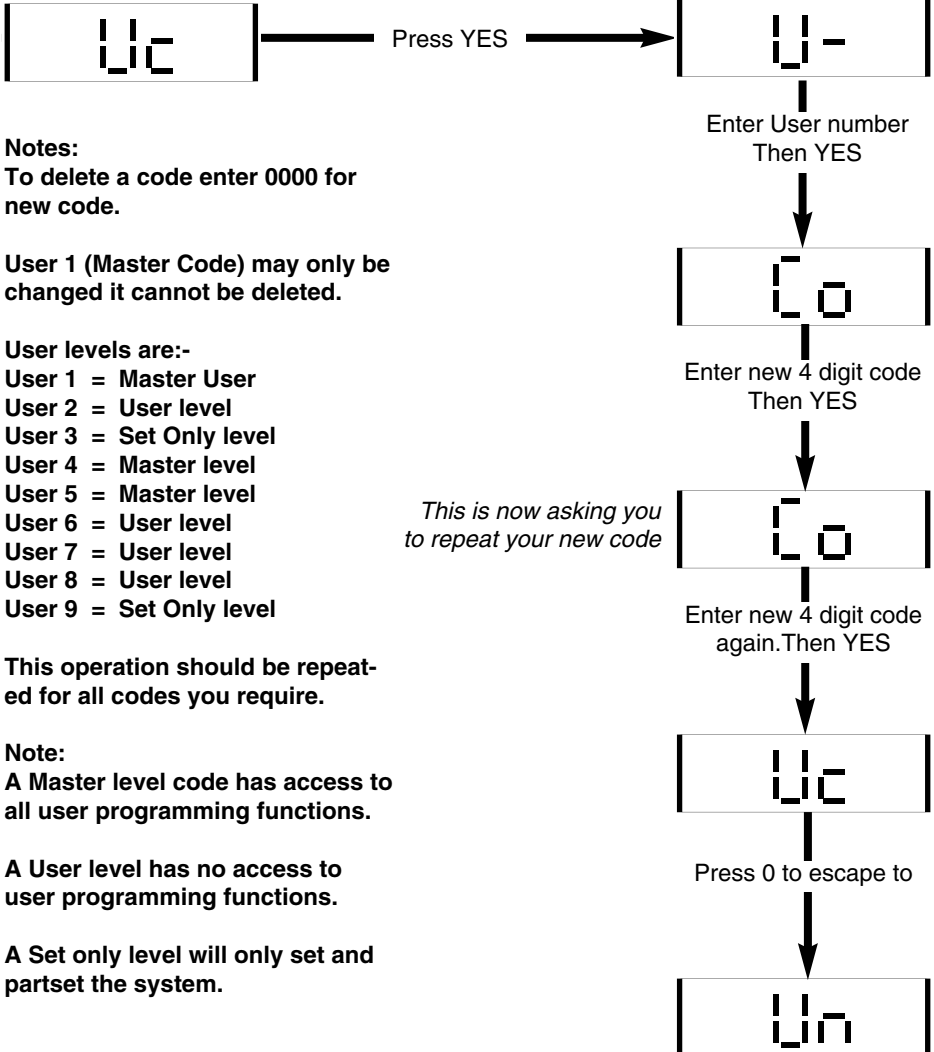 Uc
Press YES
U-
Enter User number
Then YES
Notes:
To delete a code enter 0000 for
new code.
User 1 (Master Code) may only be
changed it cannot be deleted.
User levels are:-
User 1 = Master User
User 2 = User level
User 3 = Set Only level
User 4 = Master level
User 5 = Master level
User 6 = User level
User 7 = User level
User 8 = User level
User 9 = Set Only level
This operation should be repeat-
ed for all codes you require.
Note:
A Master level code has access to
all user programming functions.
A User level has no access to
user programming functions.
A Set only level will only set and
partset the system.
Co
Enter new 4 digit code
Then YES
This is now asking you
to repeat your new code
Co
Enter new 4 digit code
again.Then YES
Uc
Press 0 to escape to
Un